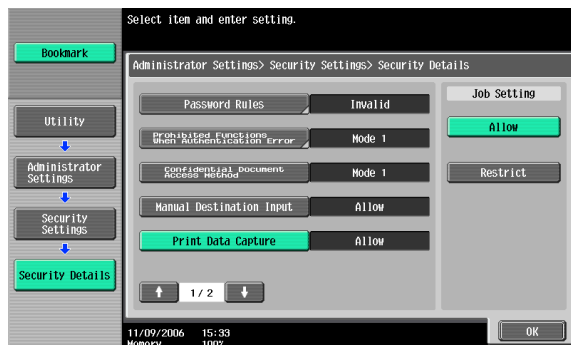 Select item and enter setting.
Bookmark
Administrator Settings> Security Settings> Security Details
Utility
Administrator
Settings
Security
Settings
Security Details
Password Rules
Invalid
Prohibited Functions
When Authentication Error
Mode 1
Confidential Document
Access Method
Mode 1
Manual Destination Input
Allow
Print Data Capture
Allow
1/2
Job Setting
Allow
Restrict
11/09/2006 15:33
Memory 100%
OK